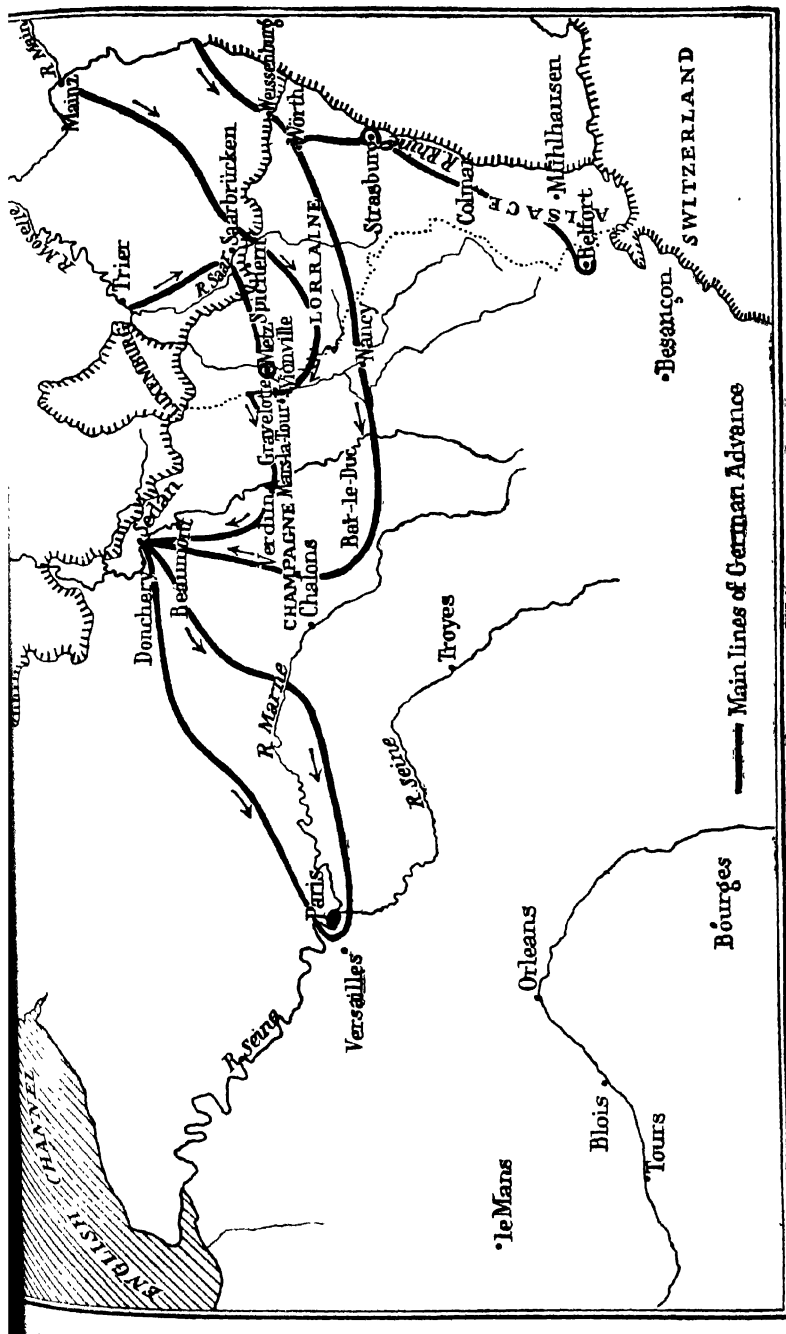 ENGLISH CHANNEL
R Seine
Paris
Versailles
le Mans
Tours
Blois
Orleans
Bourges
R Seine
Troyes
R Marne
Chalons
CHAMPAGNE
Donchery
Beaumont
Verdun
Bar-le-Duc
Mars-la-Tour
Gravelotte
Vionville
Metz
Nancy
LUXEMBURG
Trier
R Moselle
R Saar
Spichern
Saarbrücken
LORRAINE
Mainz
R Main
Weissenburg
Wörth
Strasburg
R. Rhine
Colmar
ALSACE
Mühlhausen
Belfort
Besançon
SWITZERLAND
Main lines of German Advance